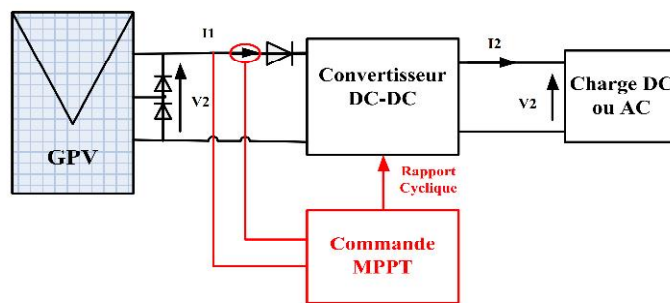 I1
V2
GPV
Convertisseur
DC-DC
I2
V2
Charge DC
ou AC
Rapport
Cyclique
Commande
MPPT